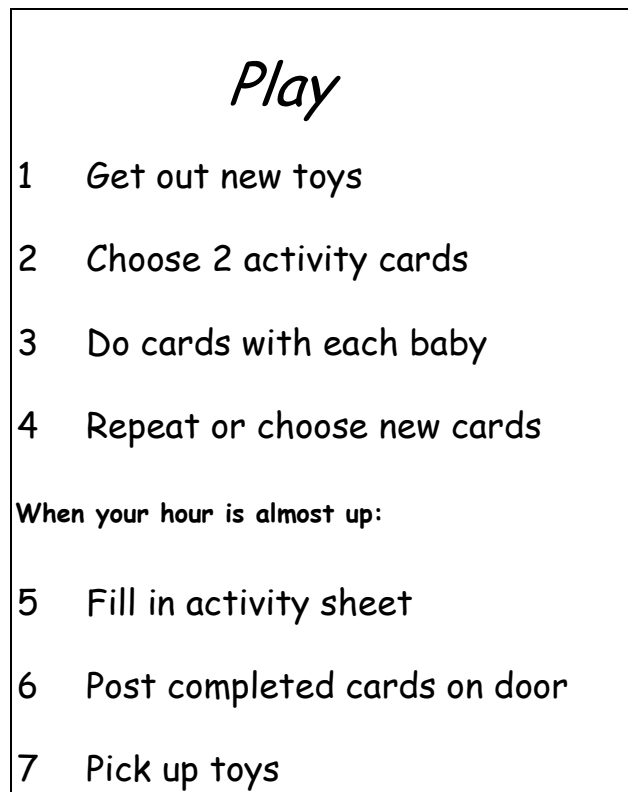 Play
1 Get out new toys
2 Choose 2 activity cards
3 Do cards with each baby
4 Repeat or choose new cards
When your hour is almost up:
5 Fill in activity sheet
6 Post completed cards on door
7 Pick up toys